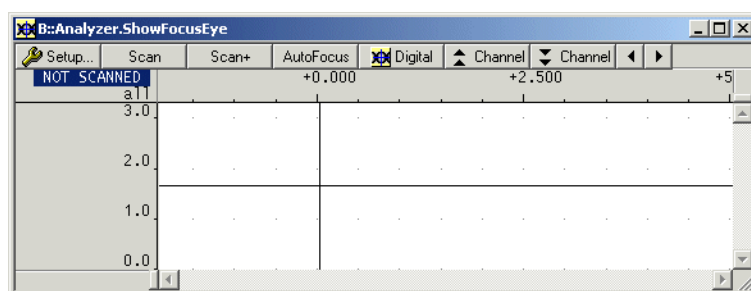 B::Analyzer.ShowFocusEye
Setup... Scan Scan+ AutoFocus Digital Channel Channel
NOT SCANNED +0.000 +2.500 +5
all
3.0
2.0
1.0
0.0